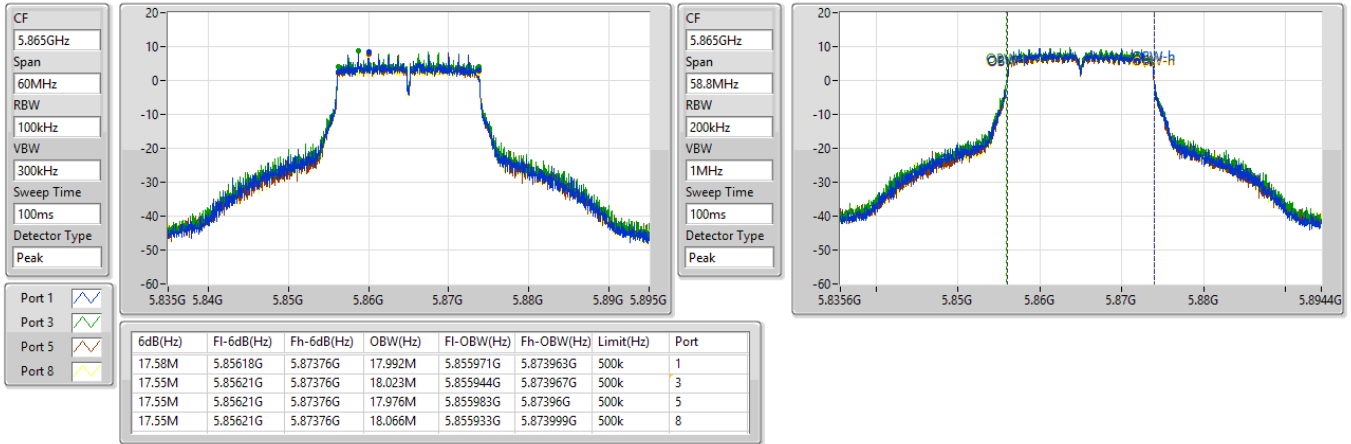 CF
5.865GHz
Span
60MHz
RBW
100kHz
VBW
300kHz
Sweep Time
100ms
Detector Type
Peak
20
10
0
-10
-20
-30
-40
-50
-60
5.835G 5.84G 5.85G 5.86G 5.87G 5.88G 5.89G 5.895G
CF
5.865GHz
Span
58.8MHz
RBW
200kHz
VBW
1MHz
Sweep Time
100ms
Detector Type
Peak
20
10
0
-10
-20
-30
-40
-50
-60
5.8356G 5.85G 5.86G 5.87G 5.88G 5.8944G
Port 1
Port 3
Port 5
Port 8
6dB(Hz) Fl-6dB(Hz) Fh-6dB(Hz) OBW(Hz) Fl-OBW(Hz) Fh-OBW(Hz) Limit(Hz) Port
17.58M 5.85618G 5.87376G 17.992M 5.855971G 5.873963G 500k 1
17.55M 5.85621G 5.87376G 18.023M 5.855944G 5.873967G 500k 3
17.55M 5.85621G 5.87376G 17.976M 5.855983G 5.87396G 500k 5
17.55M 5.85621G 5.87376G 18.066M 5.855933G 5.873999G 500k 8